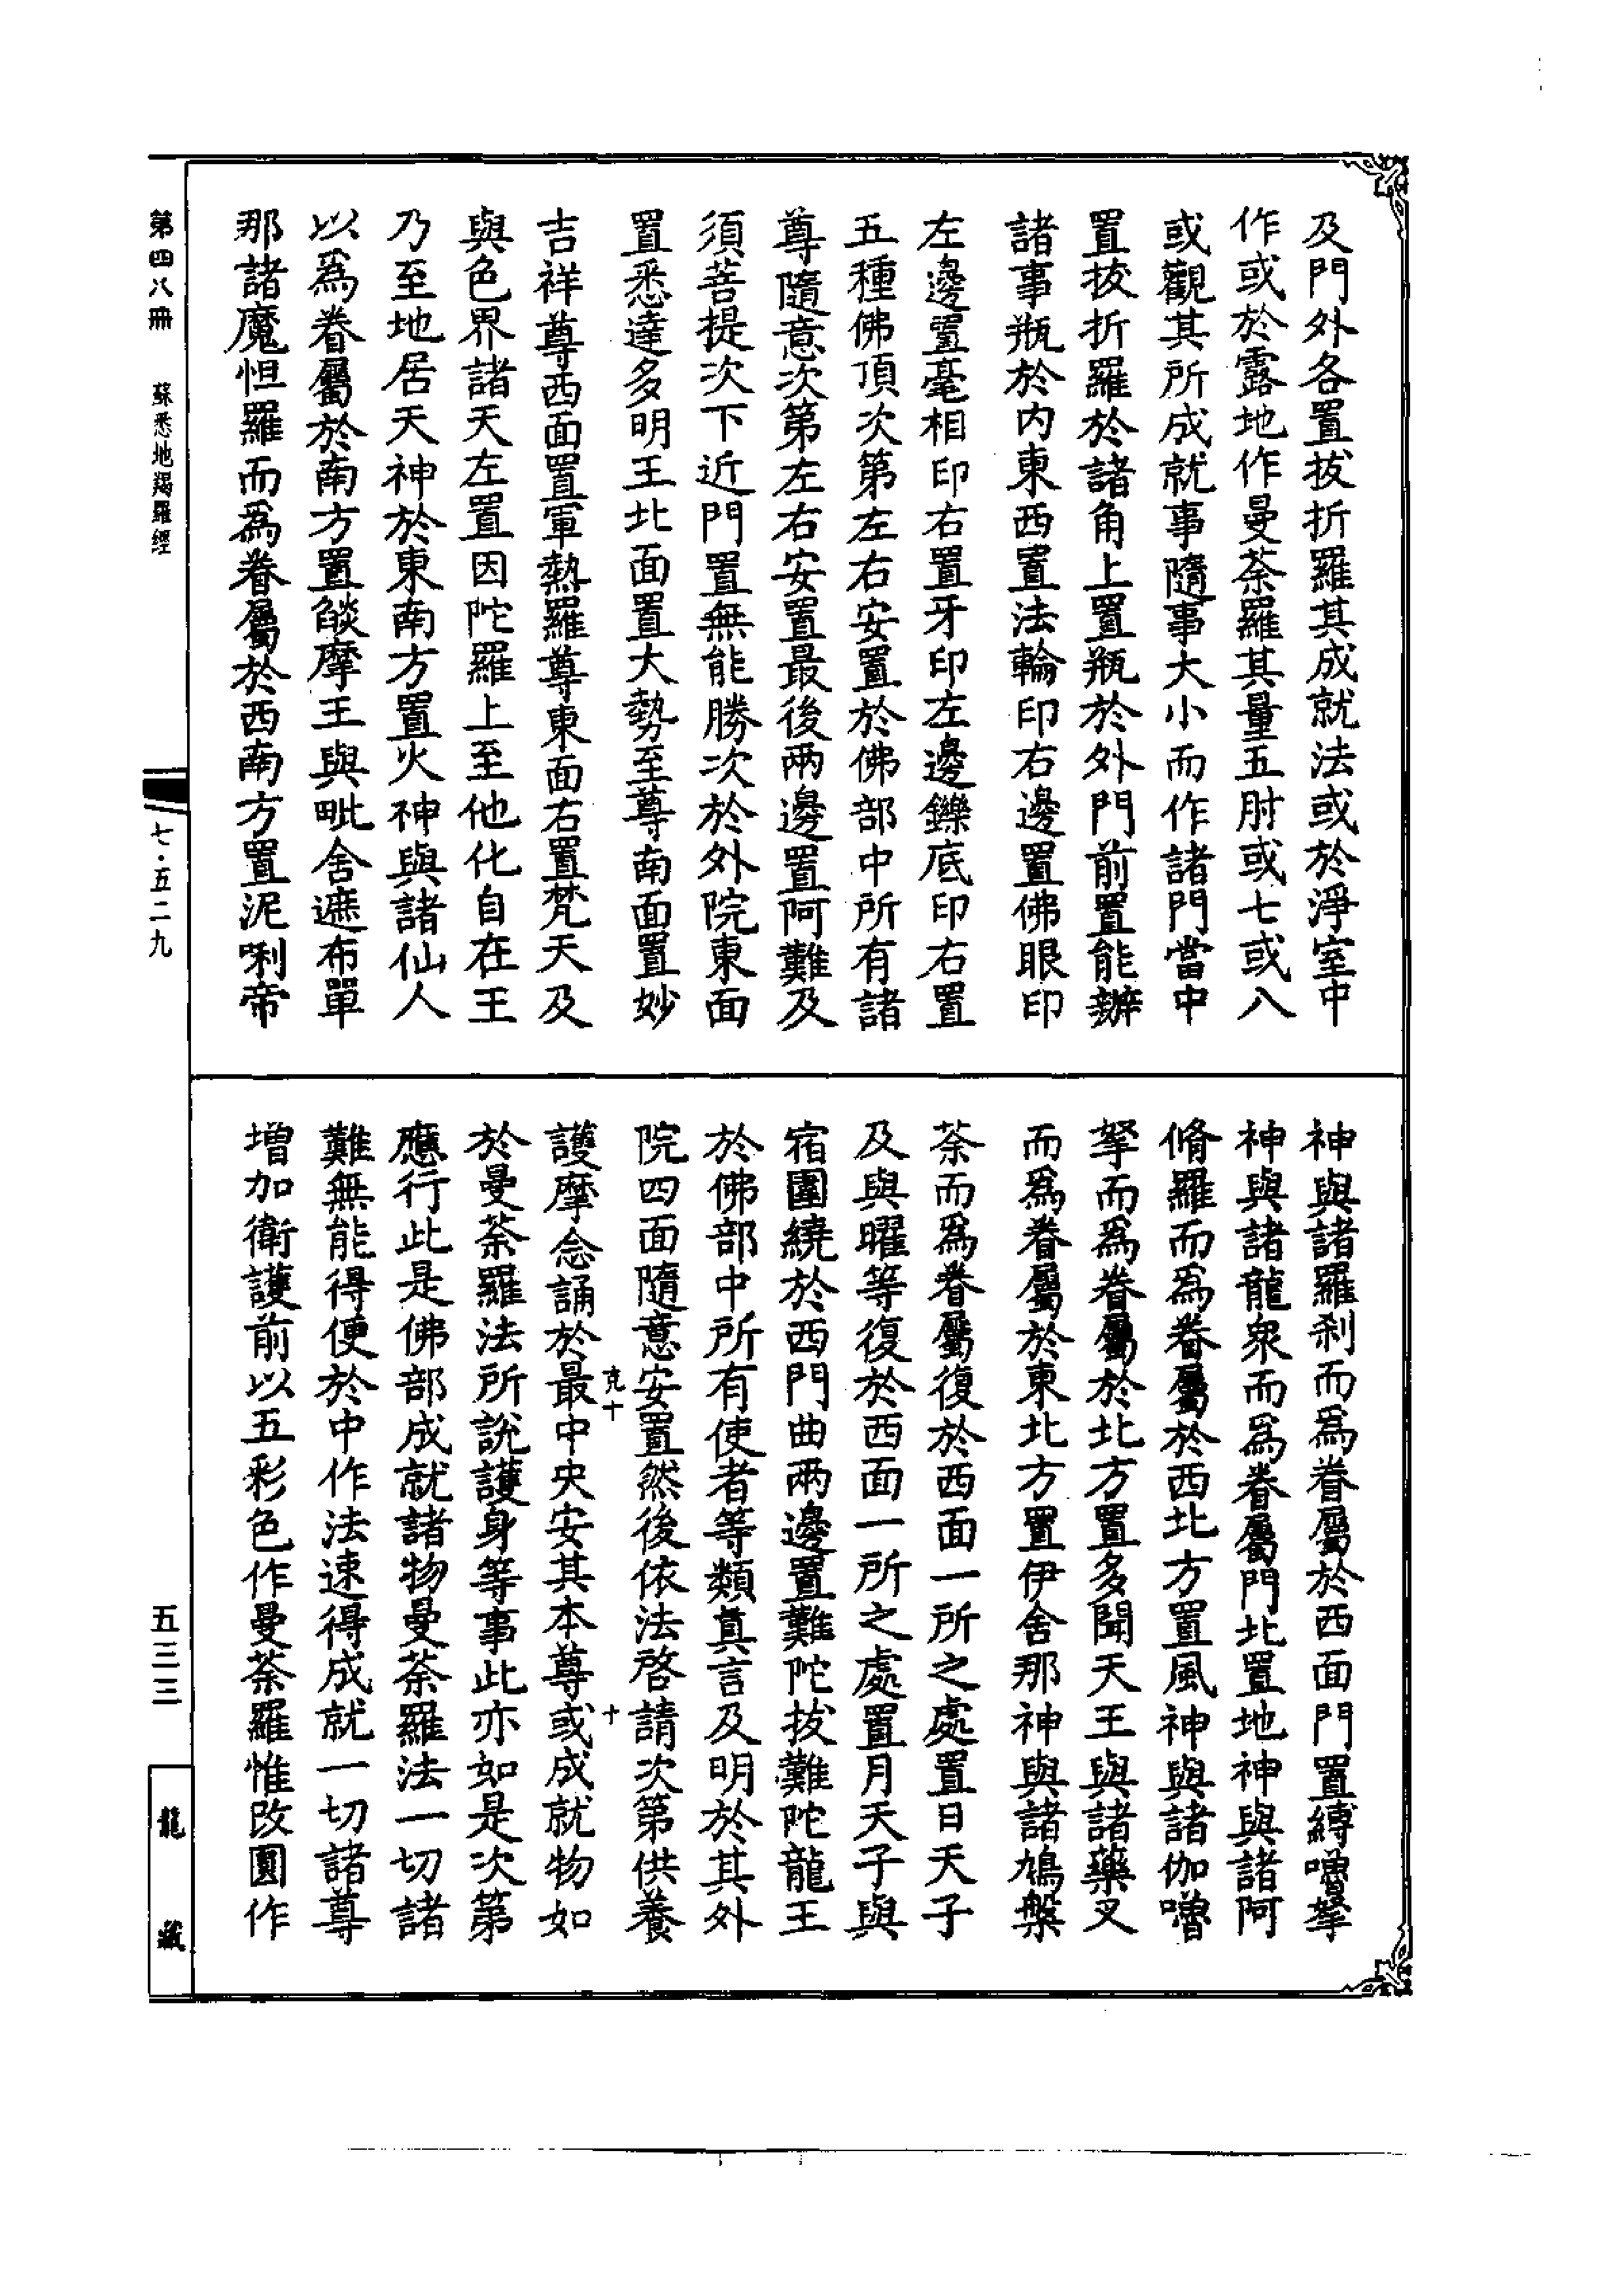 及門外各置拔折羅其成就法或於淨室中
作或於露地作曼荼羅其量五肘或七或八
或觀其所成就事隨事大小而作諸門當中
置拔折羅於諸角上置瓶於外門前置能辦
諸事瓶於内東西置法輪印右邊置佛眼印
左邊置毫相印右置牙印左邊鑠底印右置
五種佛頂次第左右安置於佛部中所有諸
尊隨意次第左右安置最後兩邊置阿難及
須菩提次下近門置無能勝次於外院東面
置悉達多明王北面置大勢至尊南面置妙
吉祥尊西面置軍熱羅尊東面右置梵天及
與色界諸天左置因陀羅上至他化自在王
乃至地居天神於東南方置火神與諸仙人
以為眷屬於南方置㷿摩王與毗舍遮布單
那諸魔怛羅而為眷屬於西南方置泥唎帝
神與諸羅剎而為眷屬於西面門置縛嚕拏
神與諸龍衆而為眷屬門北置地神與諸阿
脩羅而為眷屬於西北方置風神與諸伽嚕
拏而為眷屬於北方置多聞天王與諸藥叉
而為眷屬於東北方置伊舍那神與諸鳩槃
荼而為眷屬復於西面一所之處置日天子
及與曜等復於西面一所之處置月天子與
宿圍繞於西門曲兩邊置難陀拔難陀龍王
於佛部中所有使者等類真言及明於其外
院四面隨意安置然後依法啓請次第供養
克十
十
護摩念誦於最中央安其本尊或成就物如
於曼荼羅法所說護身等事此亦如是次第
應行此是佛部成就諸物曼荼羅法一切諸
難無能得便於中作法速得成就一切諸尊
增加衛護前以五彩色作曼荼羅惟改圓作
第四八冊
蘇悉地羯羅經
七·五二九
五三三
龍藏